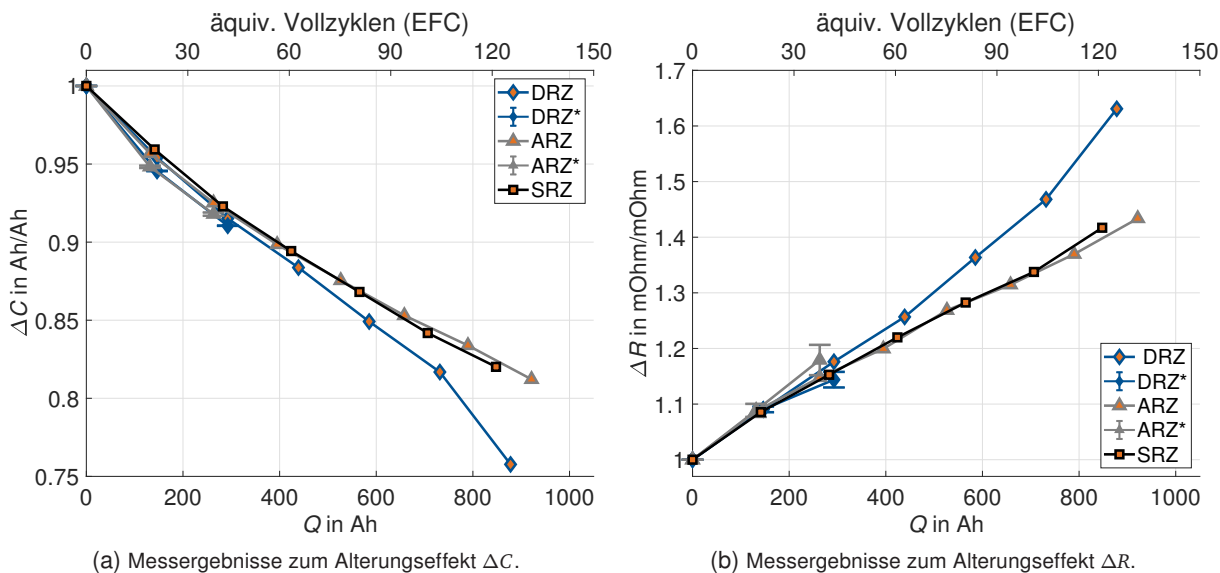 äquiv. Vollzyklen (EFC)
0 30 60 90 120 150
1
0.95
0.9
0.85
0.8
0.75
ΔC in Ah/Ah
DRZ
DRZ*
ARZ
ARZ*
SRZ
0 200 400 600 800 1000
Q in Ah
(a) Messergebnisse zum Alterungseffekt ΔC.
äquiv. Vollzyklen (EFC)
0 30 60 90 120 150
1.7
1.6
1.5
1.4
1.3
1.2
1.1
1
ΔR in mOhm/mOhm
DRZ
DRZ*
ARZ
ARZ*
SRZ
0 200 400 600 800 1000
Q in Ah
(b) Messergebnisse zum Alterungseffekt ΔR.